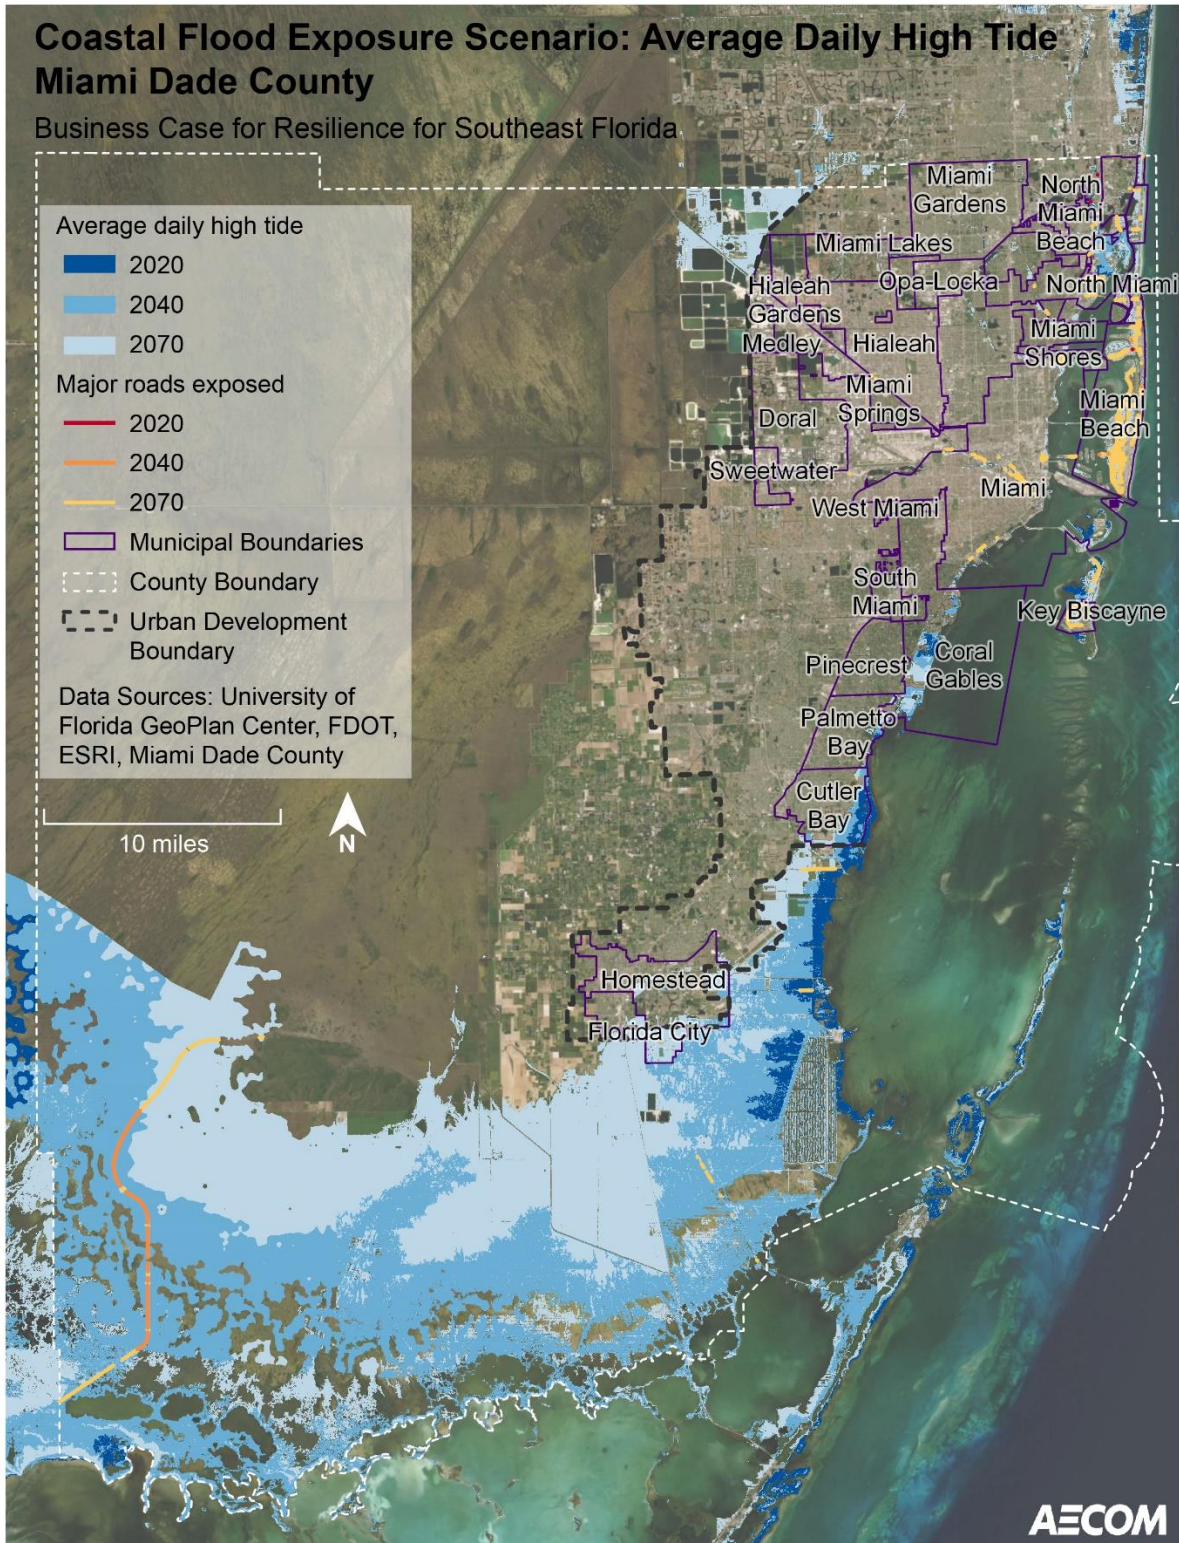 Coastal Flood Exposure Scenario: Average Daily High Tide
Miami Dade County
Business Case for Resilience for Southeast Florida
Average daily high tide
2020
2040
2070
Major roads exposed
2020
2040
2070
Municipal Boundaries
County Boundary
Urban Development
Boundary
Data Sources: University of
Florida GeoPlan Center, FDOT,
ESRI, Miami Dade County
10 miles
N
Miami
Gardens
North
Miami
Beach
Miami Lakes
Opa-Locka
North Miami
Hialeah
Gardens
Medley
Hialeah
Miami
Shores
Miami
Springs
Miami
Beach
Doral
Sweetwater
Miami
West Miami
South
Miami
Key Biscayne
Pinecrest
Coral
Gables
Palmetto
Bay
Cutler
Bay
Homestead
Florida City
AECOM